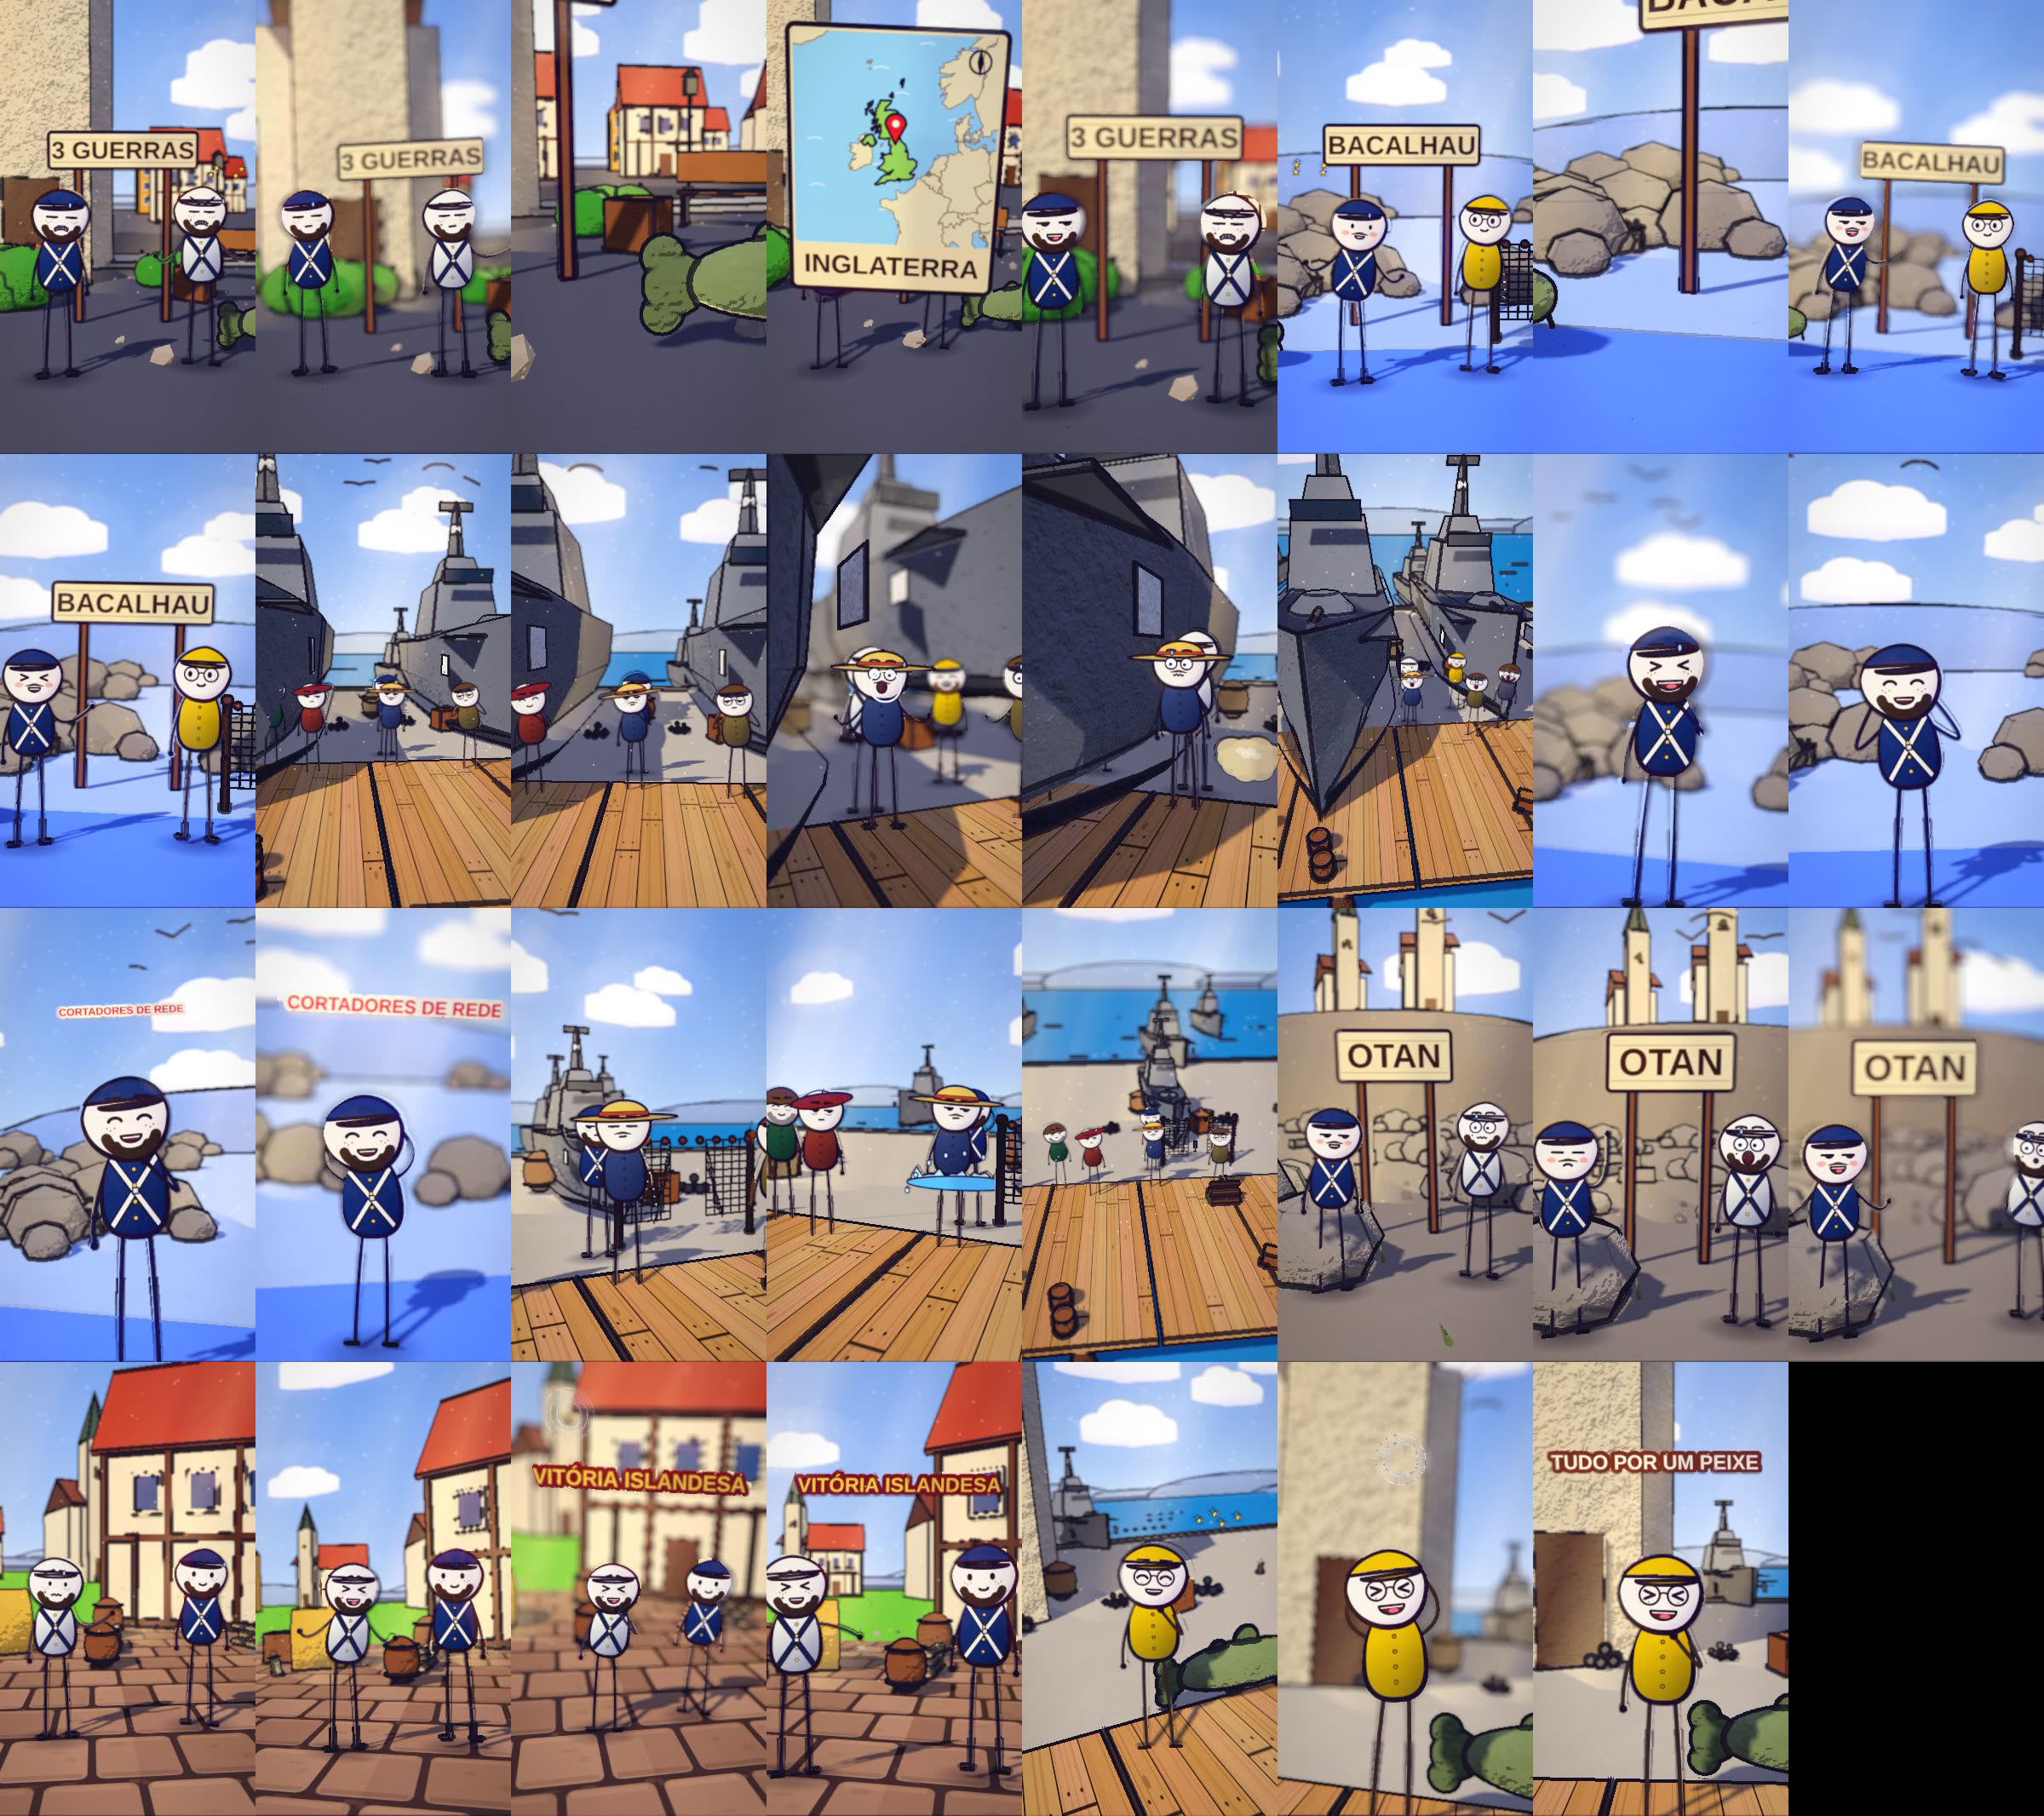 3 GUERRAS
3 GUERRAS
INGLATERRA
3 GUERRAS
BACALHAU
BACALHAU
BACALHAU
CORTADORES DE REDE
CORTADORES DE REDE
OTAN
OTAN
OTAN
VITÓRIA ISLANDESA
VITÓRIA ISLANDESA
TUDO POR UM PEIXE